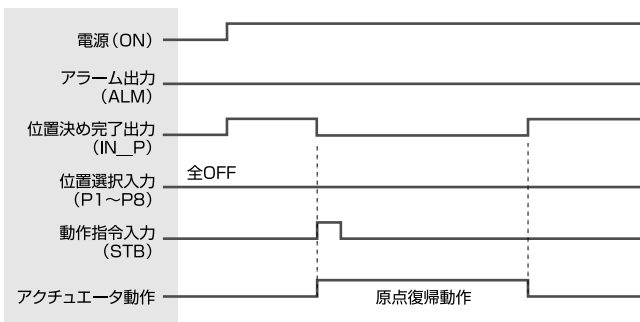 電源(ON)
アラーム出力
(ALM)
位置決め完了出力
(IN__P)
位置選択入力
(P1〜P8)
全OFF
動作指令入力
(STB)
アクチュエータ動作
原点復帰動作